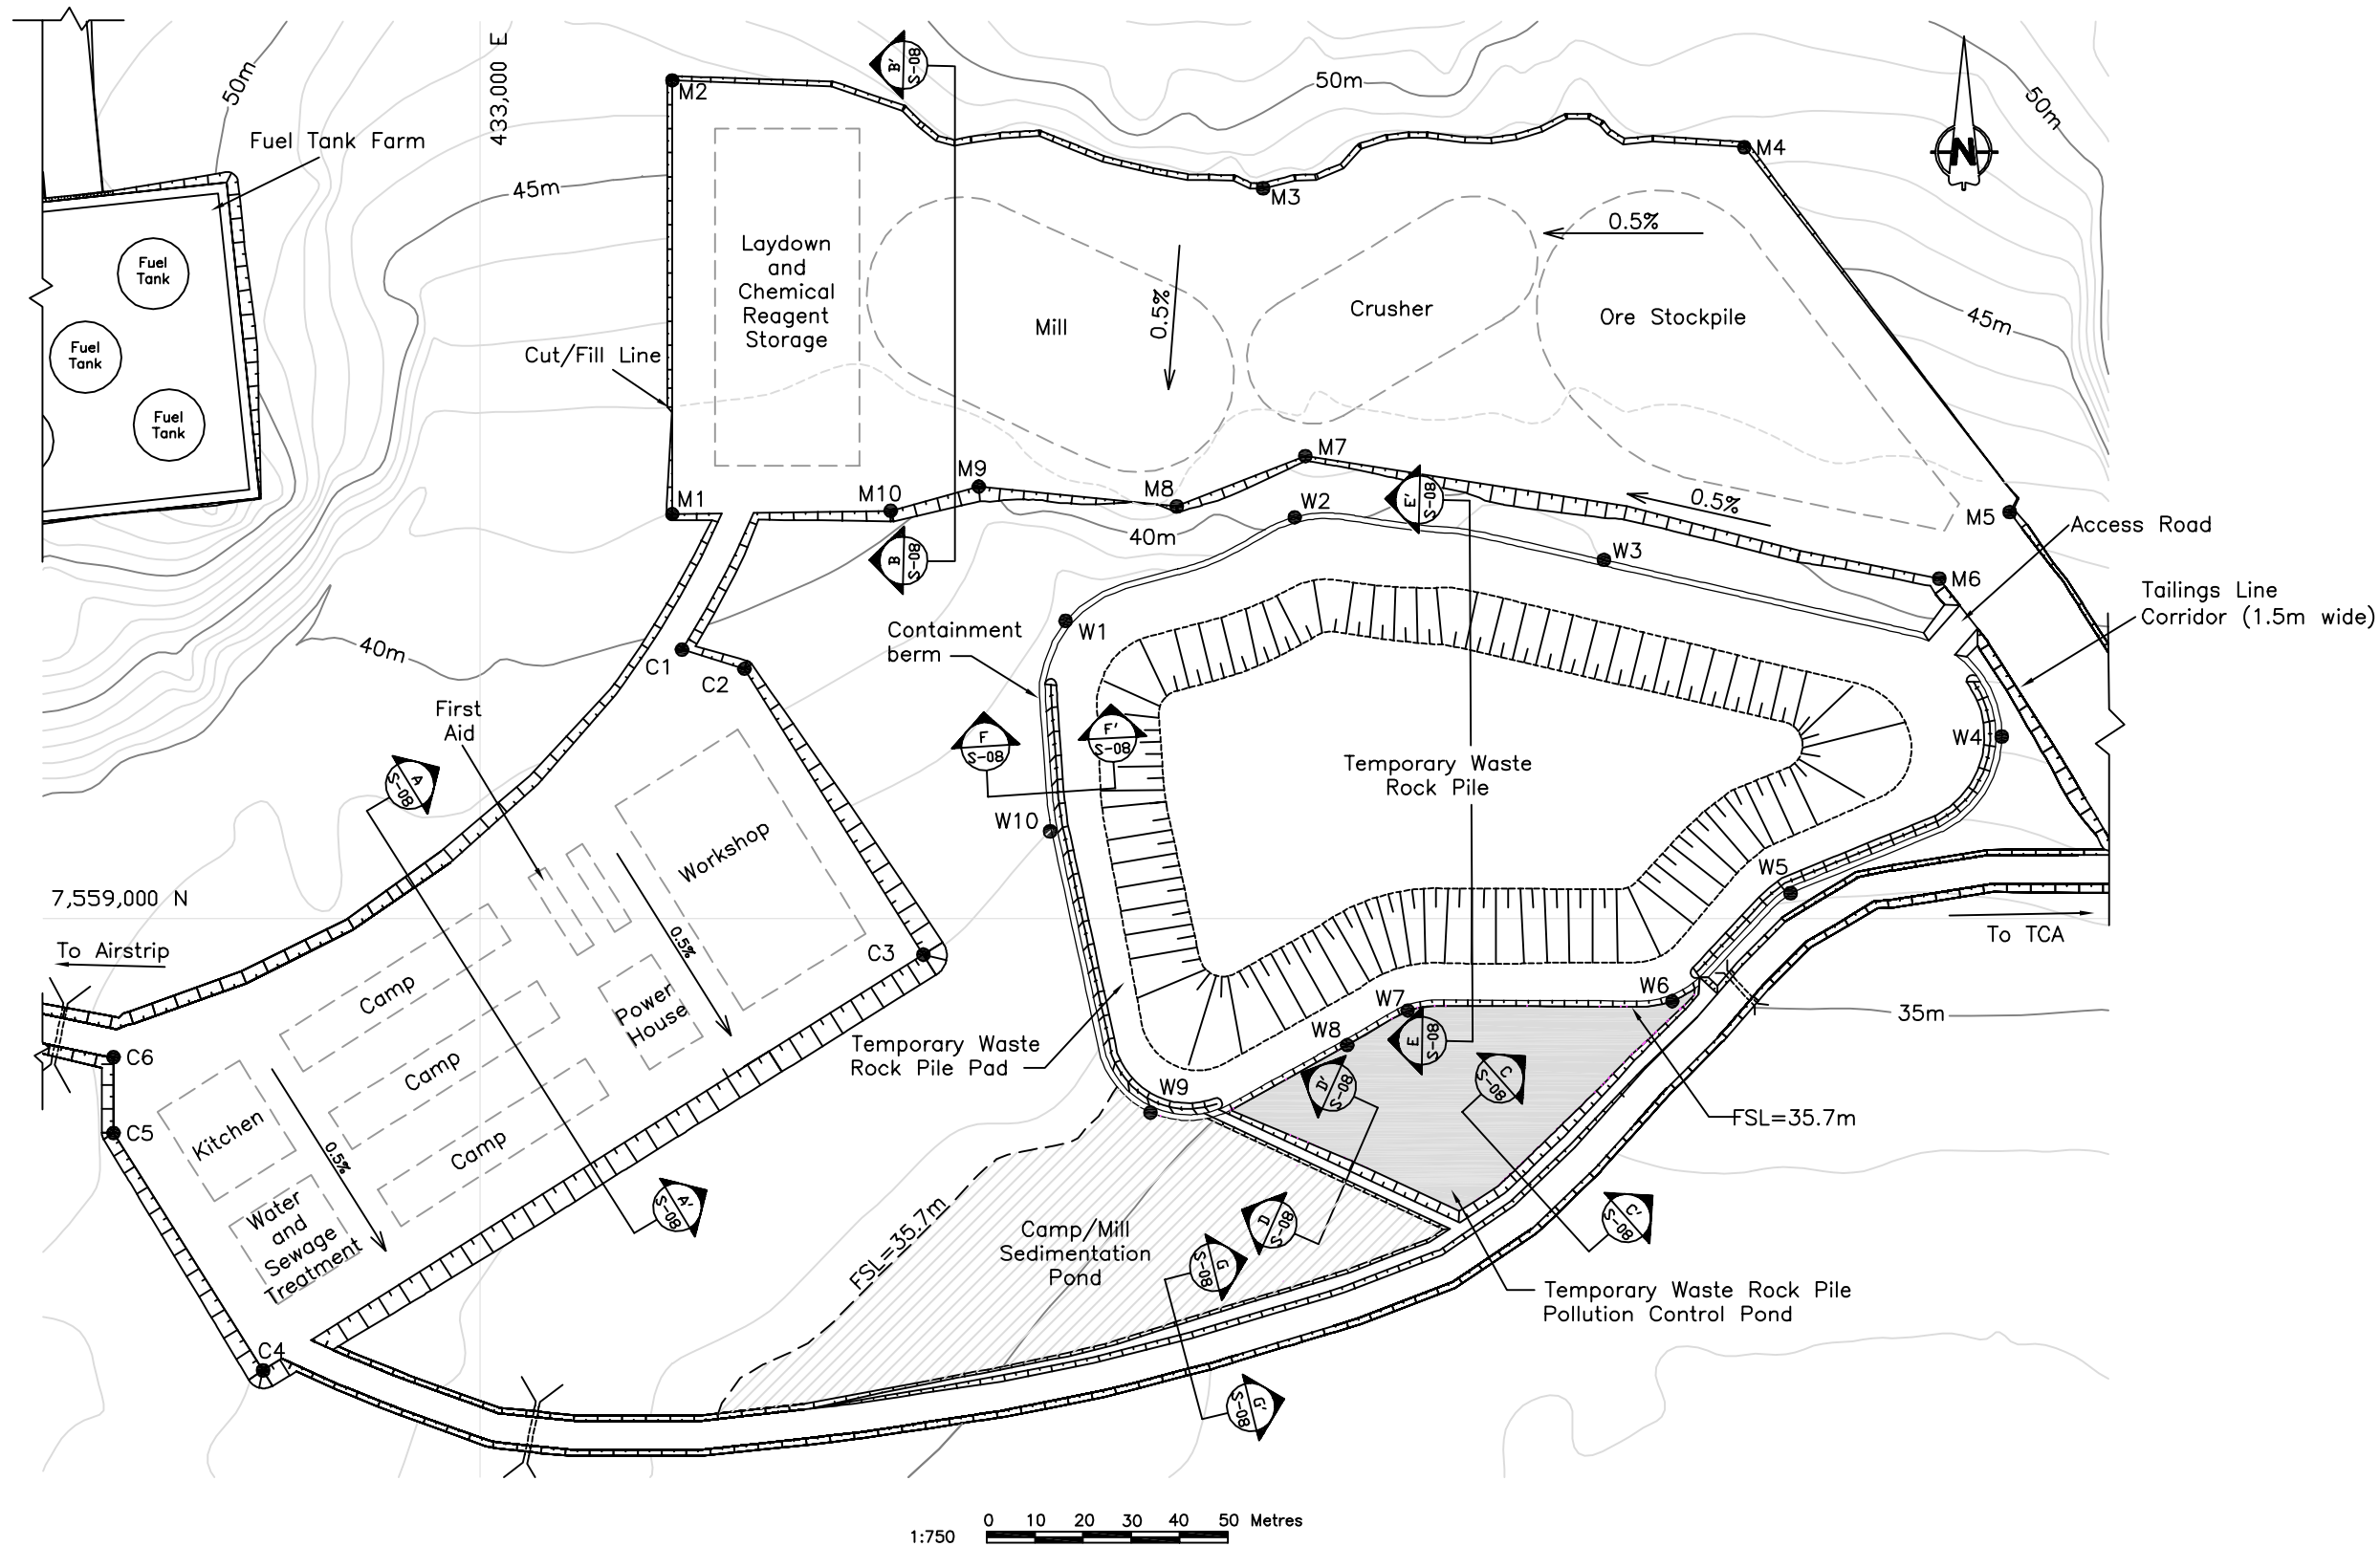 50m
433,000 E
M2
B'
S-08
50m
N
50m
Fuel Tank Farm
M4
45m
M3
0.5%
Laydown
and
Chemical
Reagent
Storage
Fuel
Tank
Mill
0.5%
Crusher
Ore Stockpile
45m
Fuel
Tank
Cut/Fill Line
Fuel
Tank
M7
M9
M1
M10
M8
E'
S-08
0.5%
W2
M5
Access Road
40m
B
S-08
W3
M6
Tailings Line
Corridor (1.5m wide)
40m
C1
C2
Containment
berm
W1
First
Aid
F
S-08
F'
S-08
W4
A
S-08
Temporary Waste
Rock Pile
W10
Workshop
W5
7,559,000 N
To Airstrip
0.5%
C3
To TCA
Camp
Power
House
W6
W7
35m
W8
E
S-08
Temporary Waste
Rock Pile Pad
C6
Camp
D'
S-08
C
S-08
W9
FSL=35.7m
C5
Kitchen
0.5%
Camp
Water
and
Sewage
Treatment
A'
S-08
FSL=35.7m
Camp/Mill
Sedimentation
Pond
D
S-08
C'
S-08
G
S-08
Temporary Waste Rock Pile
Pollution Control Pond
C4
G'
S-08
1:750
0 10 20 30 40 50 Metres